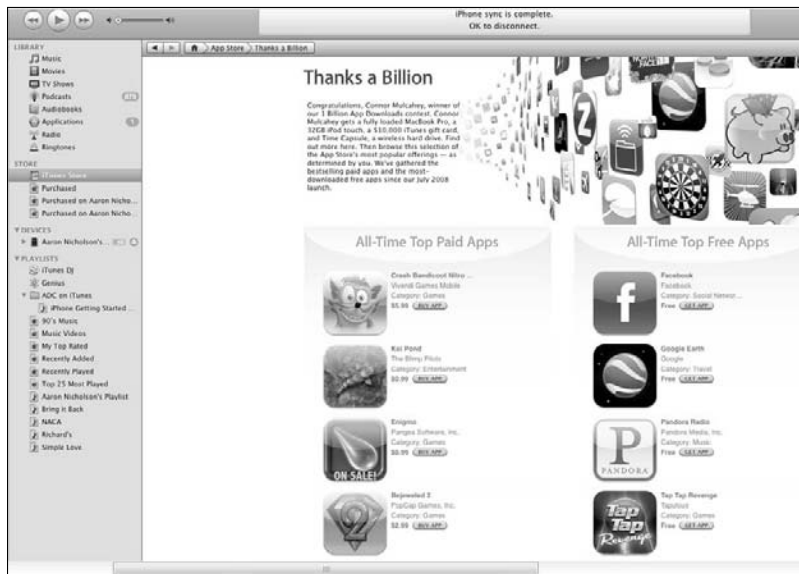 iPhone sync is complete.
OK to disconnect.
LIBRARY
Music
Movies
TV Shows
Podcasts
Audiobooks
Applications
Radio
Ringtones
STORE
iTunes Store
Purchased
Purchased on Aaron Nicho...
Purchased on Aaron Nicho...
DEVICES
Aaron Nicholson's...
PLAYLISTS
iTunes DJ
Genius
ADC on iTunes
iPhone Getting Started ...
90's Music
Music Videos
My Top Rated
Recently Added
Recently Played
Top 25 Most Played
Aaron Nicholson's Playlist
Bring it Back
NACA
Richard's
Simple Love
App Store
Thanks a Billion
Thanks a Billion
Congratulations, Connor Mulcahey, winner of
our 1 Billion App Downloads contest. Connor
Mulcahey gets a fully loaded MacBook Pro, a
32GB iPod touch, a $10,000 iTunes gift card,
and Time Capsule, a wireless hard drive. Find
out more here. Then browse this selection of
the App Store's most popular offerings — as
determined by you. We've gathered the
bestselling paid apps and the most-
downloaded free apps since our July 2008
launch.
All-Time Top Paid Apps
Crash Bandicoot Nitro ...
Vivendi Games Mobile
Category: Games
$5.99 BUY APP
Koi Pond
The Blimp Pilots
Category: Entertainment
$0.99 BUY APP
ON SALE!
Enigmo
Pangea Software, Inc.
Category: Games
$0.99 BUY APP
2
Bejeweled 2
PopCap Games, Inc.
Category: Games
$2.99 BUY APP
All-Time Top Free Apps
f
Facebook
Facebook
Category: Social Networ...
Free GET APP
Google Earth
Google
Category: Travel
Free GET APP
P
PANDORA
Pandora Radio
Pandora Media, Inc.
Category: Music
Free GET APP
Tap
Tap
Revenge
Tap Tap Revenge
Tapulous
Category: Games
Free GET APP